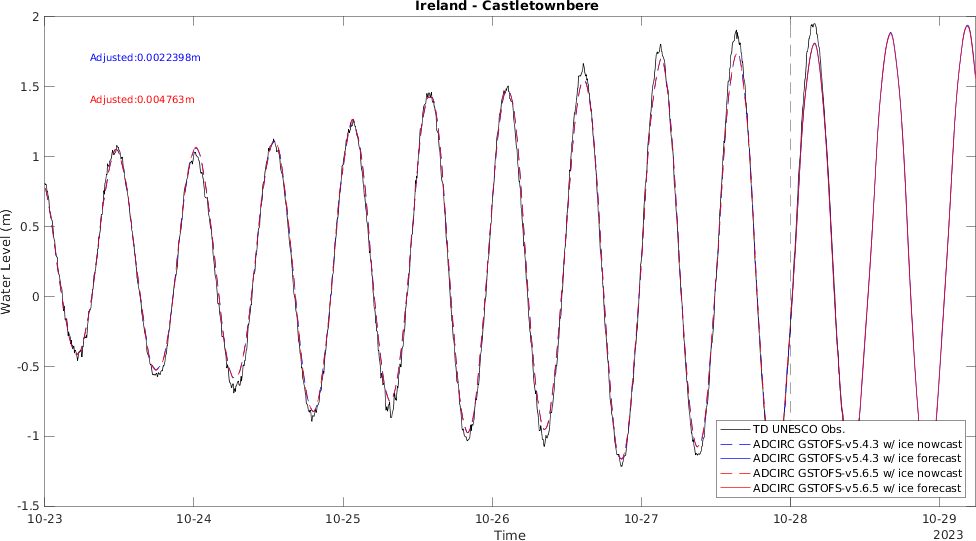 Ireland - Castletownbere
Adjusted:0.0022398m
Adjusted:0.004763m
Water Level (m)
2
1.5
1
0.5
0
-0.5
-1
-1.5
TD UNESCO Obs.
ADCIRC GSTOFS-v5.4.3 w/ ice nowcast
ADCIRC GSTOFS-v5.4.3 w/ ice forecast
ADCIRC GSTOFS-v5.6.5 w/ ice nowcast
ADCIRC GSTOFS-v5.6.5 w/ ice forecast
10-23 10-24 10-25 10-26 10-27 10-28 10-29
Time
2023